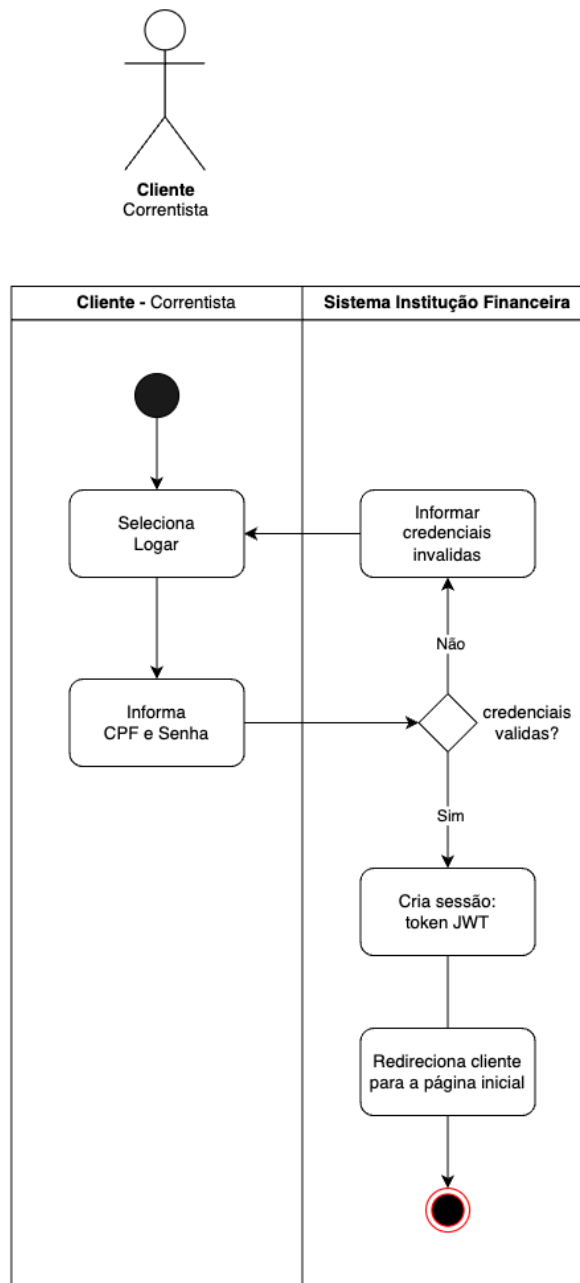 Cliente
Correntista
Cliente - Correntista
Sistema Institução Financeira
Seleciona
Logar
Informar
credenciais
invalidas
Não
Informa
CPF e Senha
credenciais
validas?
Sim
Cria sessão:
token JWT
Redireciona cliente
para a página inicial